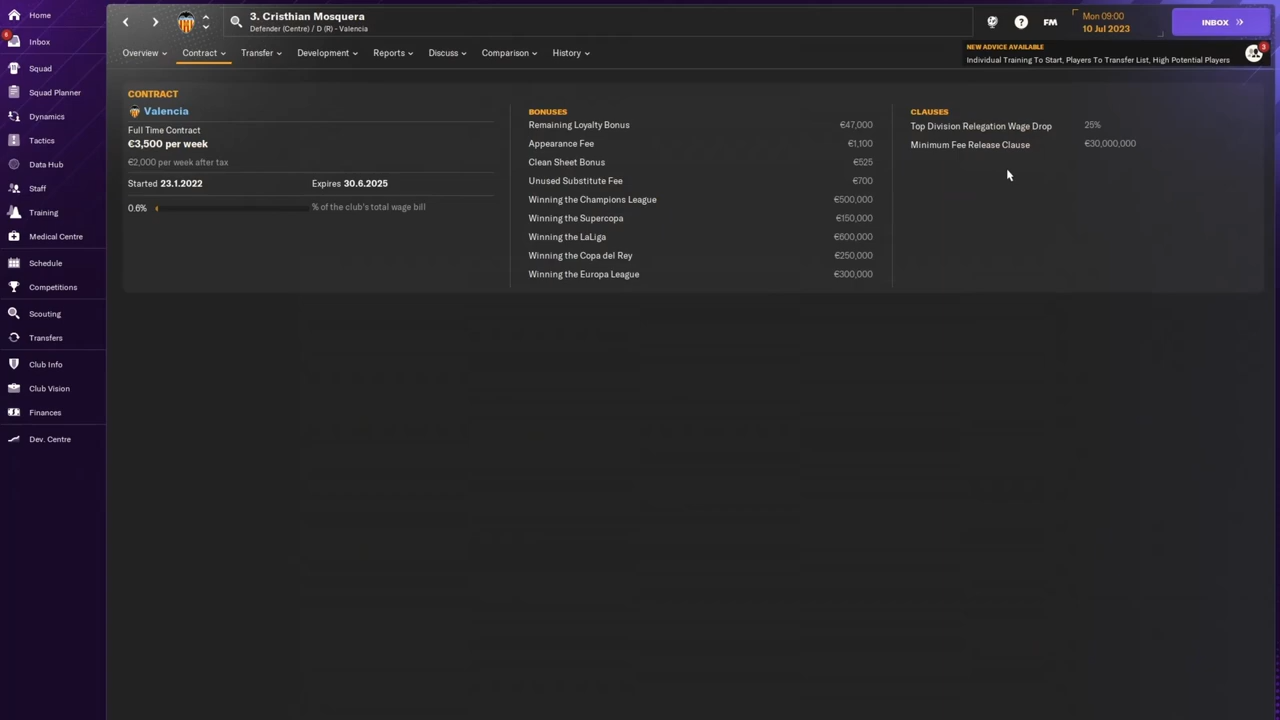 Home
3. Cristhian Mosquera
Defender (Centre) / D (R) - Valencia
FM
Mon 09:00
10 Jul 2023
INBOX
6
Inbox
Overview
Contract
Transfer
Development
Reports
Discuss
Comparison
History
NEW ADVICE AVAILABLE
Individual Training To Start, Players To Transfer List, High Potential Players
3
Squad
Squad Planner
Dynamics
Tactics
Data Hub
Staff
Training
Medical Centre
Schedule
Competitions
Scouting
Transfers
Club Info
Club Vision
Finances
Dev. Centre
CONTRACT
Valencia
Full Time Contract
€3,500 per week
€2,000 per week after tax
Started 23.1.2022
Expires 30.6.2025
0.6%
% of the club's total wage bill
BONUSES
Remaining Loyalty Bonus €47,000
Appearance Fee €1,100
Clean Sheet Bonus €525
Unused Substitute Fee €700
Winning the Champions League €500,000
Winning the Supercopa €150,000
Winning the LaLiga €600,000
Winning the Copa del Rey €250,000
Winning the Europa League €300,000
CLAUSES
Top Division Relegation Wage Drop 25%
Minimum Fee Release Clause €30,000,000